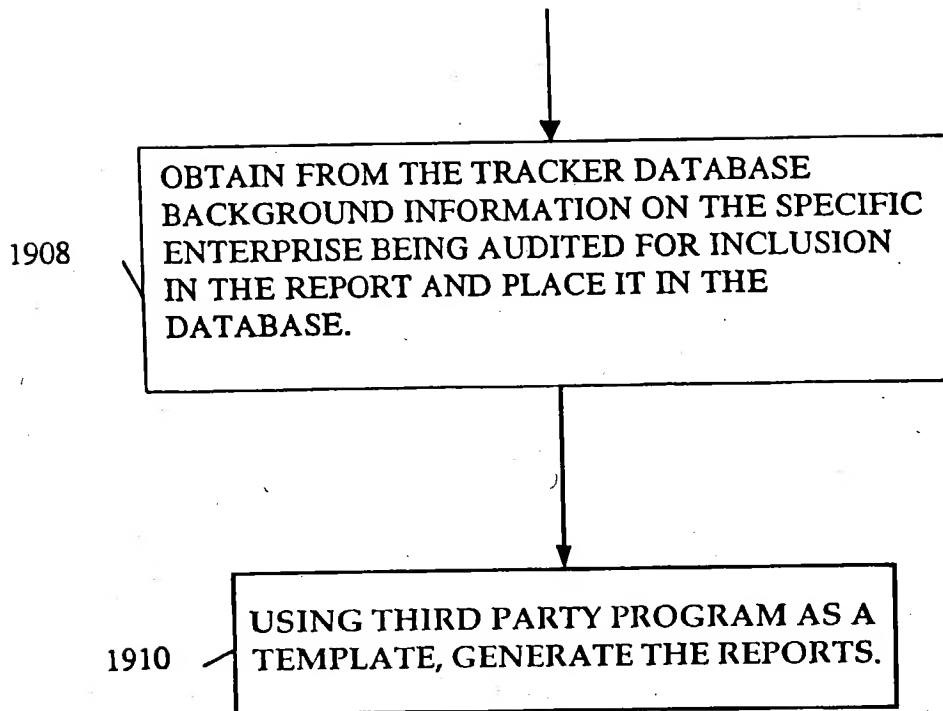 OBTAIN FROM THE TRACKER DATABASE
BACKGROUND INFORMATION ON THE SPECIFIC
ENTERPRISE BEING AUDITED FOR INCLUSION
IN THE REPORT AND PLACE IT IN THE
DATABASE.
1908
USING THIRD PARTY PROGRAM AS A
TEMPLATE, GENERATE THE REPORTS.
1910